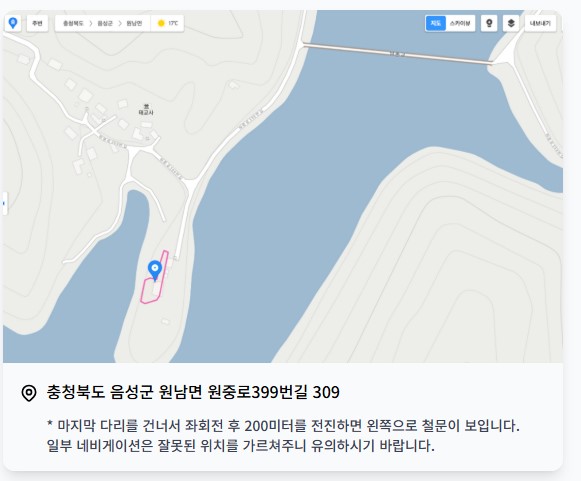 주변
충청북도 > 음성군 > 원남면
17℃
지도
스카이뷰
내보내기
충청북도 음성군 원남면 원중로399번길 309
* 마지막 다리를 건너서 좌회전 후 200미터를 전진하면 왼쪽으로 철문이 보입니다.
일부 네비게이션은 잘못된 위치를 가르쳐주니 유의하시기 바랍니다.